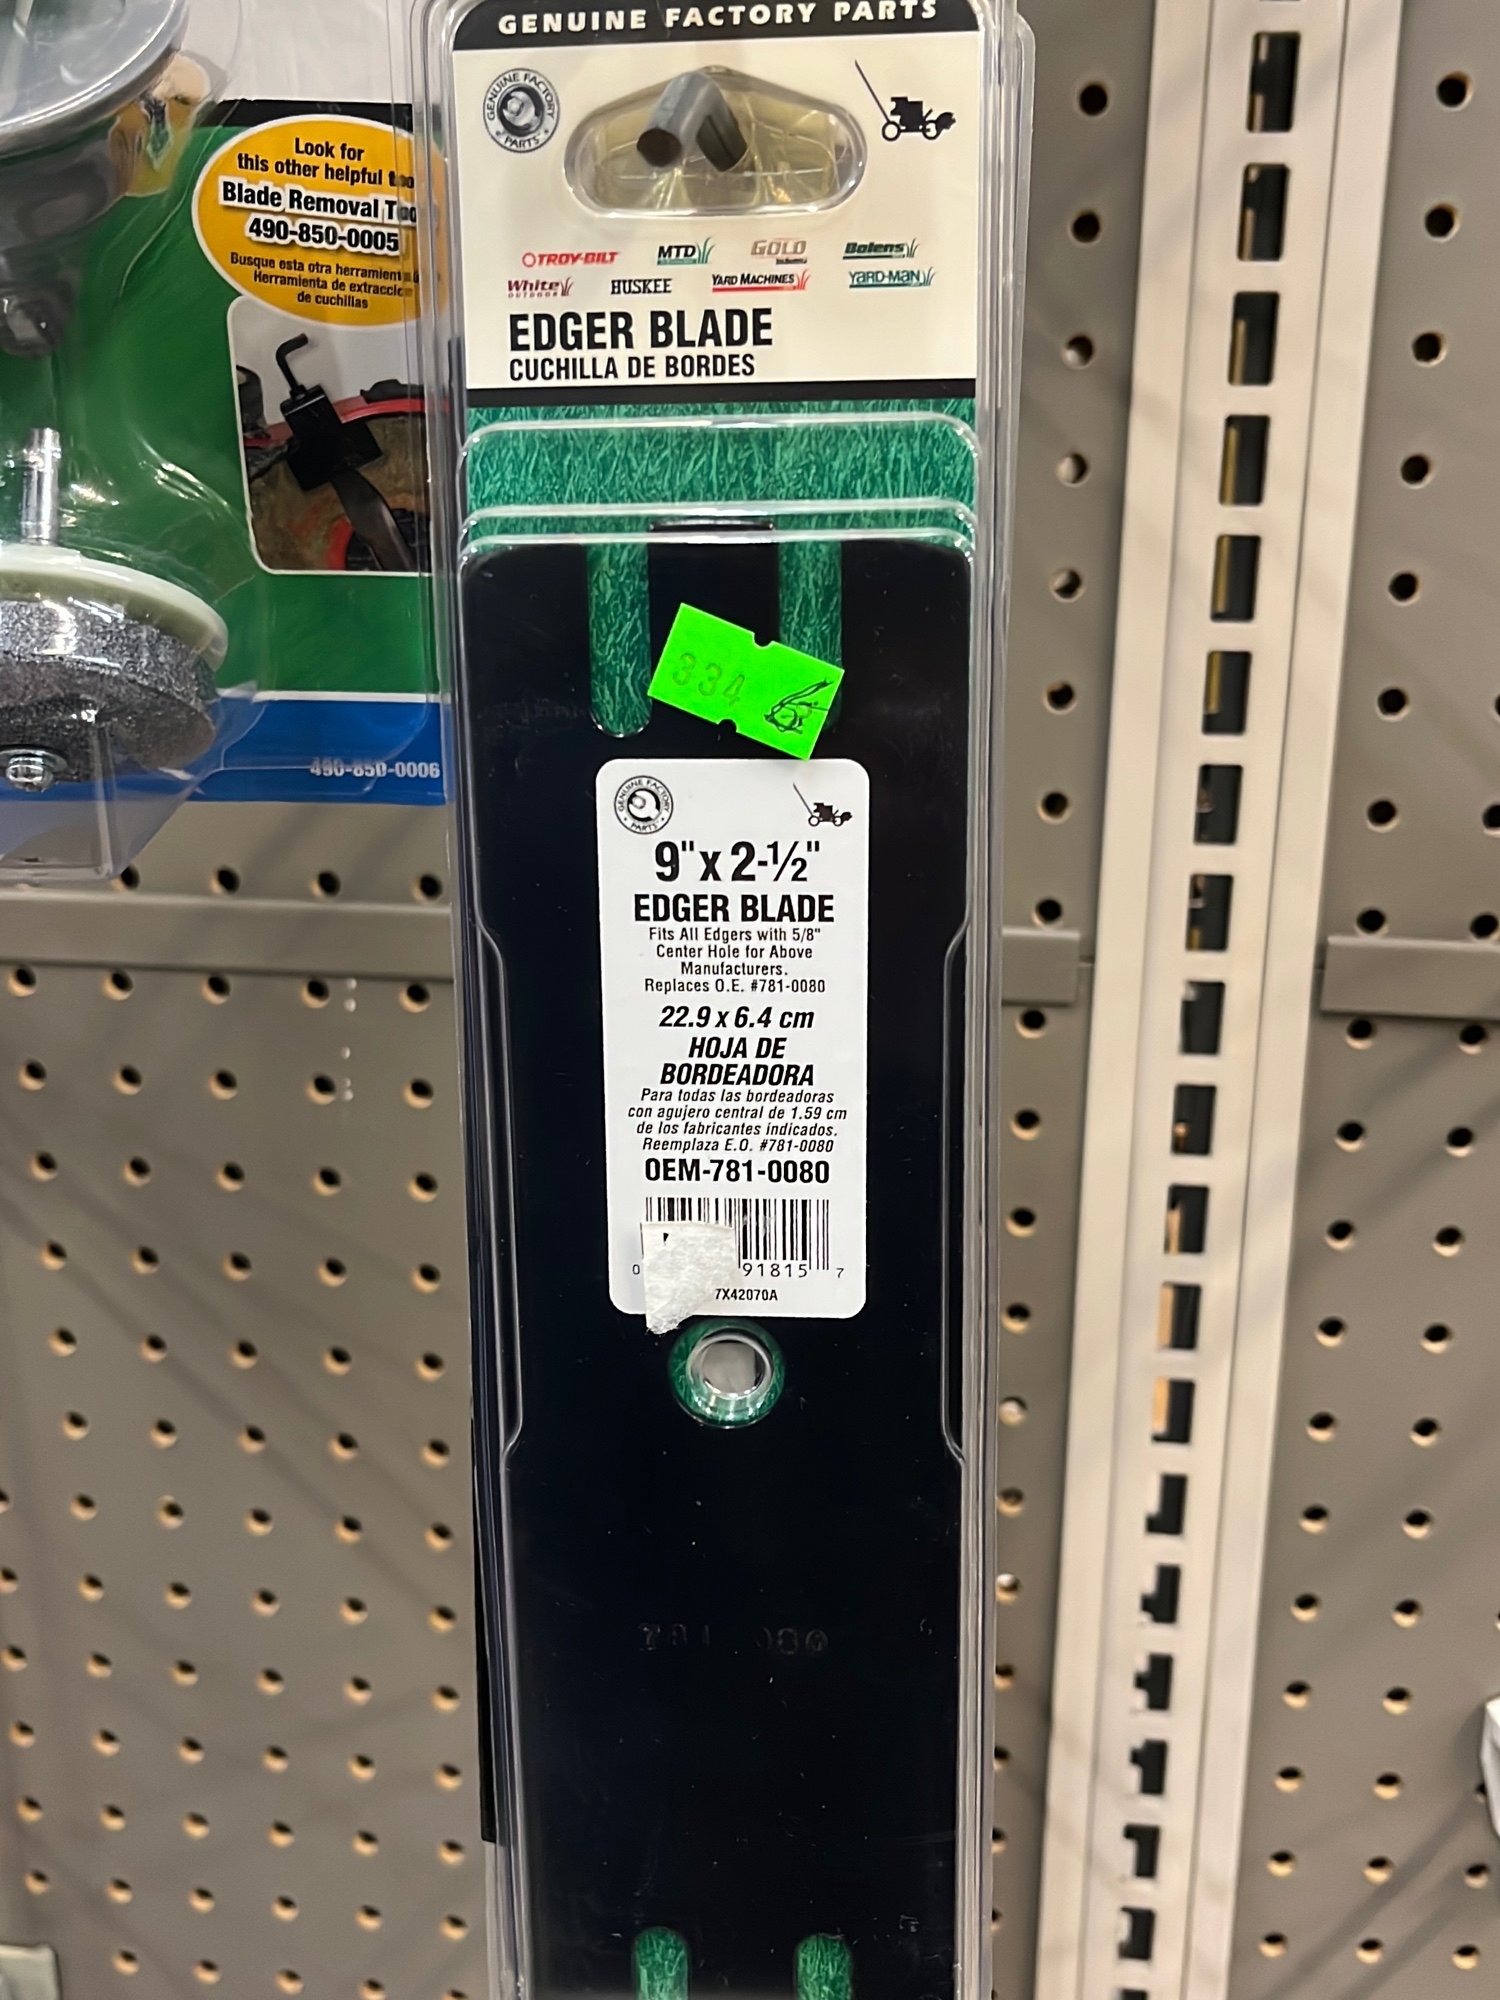 GENUINE FACTORY PARTS
GENUINE FACTORY PARTS
TROY-BILT MTD GOLD Bolens
White OUTDOOR HUSKEE YARD MACHINES YARD-MAN
EDGER BLADE
CUCHILLA DE BORDES
334
GENUINE FACTORY PARTS
9" x 2-½"
EDGER BLADE
Fits All Edgers with 5/8"
Center Hole for Above
Manufacturers.
Replaces O.E. #781-0080
22.9 x 6.4 cm
HOJA DE
BORDEADORA
Para todas las bordeadoras
con agujero central de 1.59 cm
de los fabricantes indicados.
Reemplaza E.O. #781-0080
OEM-781-0080
0 91815 7
7X42070A
Look for
this other helpful
Blade Removal
490-850-0005
Busque esta otra
Herramienta de
de cuchillas
490-850-0006